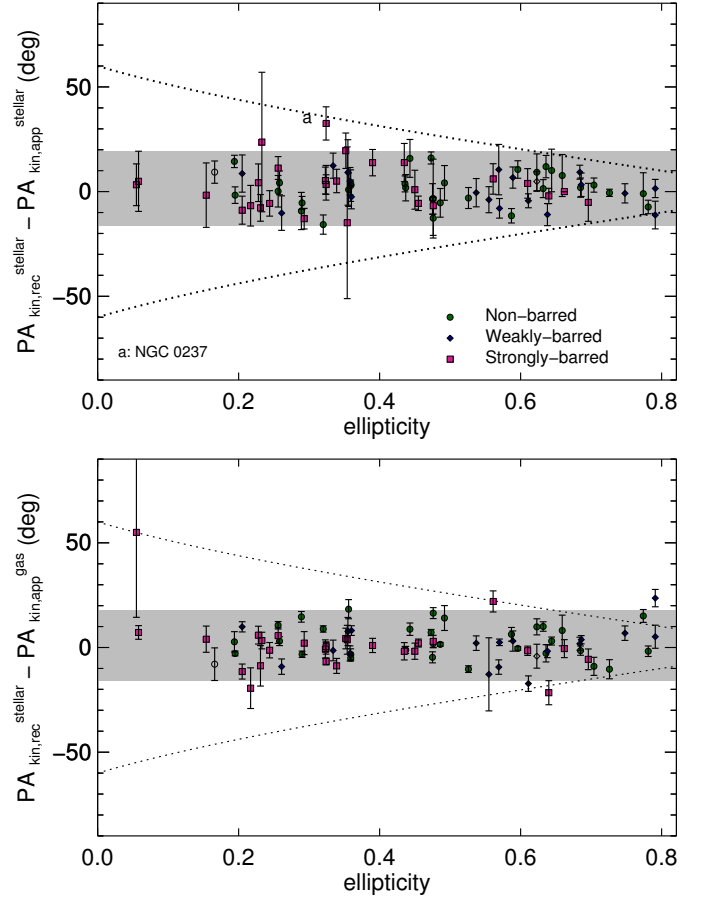 PA kin,rec stellar − PA kin,app stellar (deg)
50
0
−50
a
Non−barred
Weakly−barred
Strongly−barred
a: NGC 0237
0.0 0.2 0.4 0.6 0.8
ellipticity
PA kin,rec stellar − PA kin,app gas (deg)
50
0
−50
0.0 0.2 0.4 0.6 0.8
ellipticity